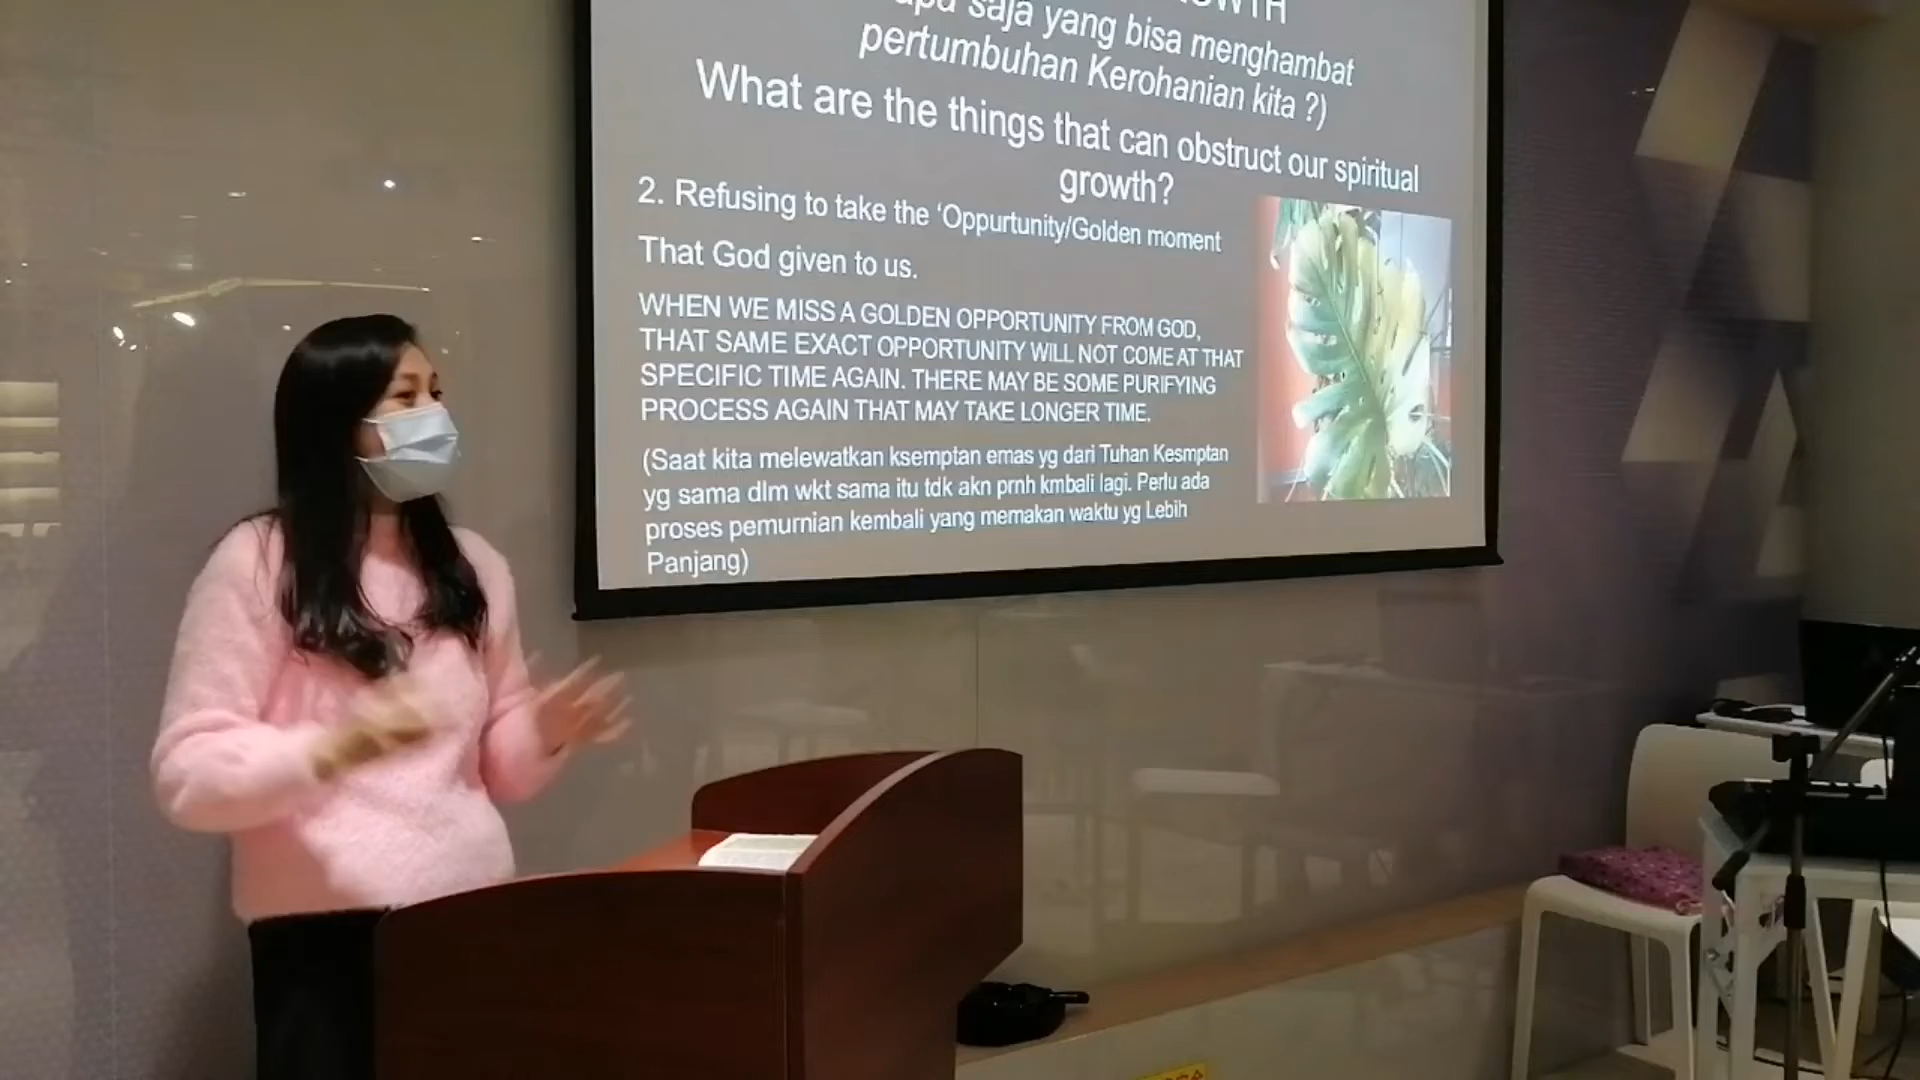 saja yang bisa menghambat
pertumbuhan Kerohanian kita ?)
What are the things that can obstruct our spiritual
growth?
2. Refusing to take the ‘Oppurtunity/Golden moment
That God given to us.
WHEN WE MISS A GOLDEN OPPORTUNITY FROM GOD,
THAT SAME EXACT OPPORTUNITY WILL NOT COME AT THAT
SPECIFIC TIME AGAIN. THERE MAY BE SOME PURIFYING
PROCESS AGAIN THAT MAY TAKE LONGER TIME.
(Saat kita melewatkan ksemptan emas yg dari Tuhan Kesmptan
yg sama dlm wkt sama itu tdk akn prnh kmbali lagi. Perlu ada
proses pemurnian kembali yang memakan waktu yg Lebih
Panjang)